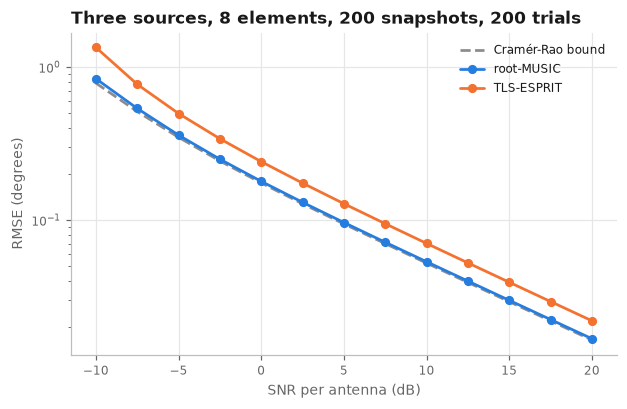 Three sources, 8 elements, 200 snapshots, 200 trials
Cramér-Rao bound
root-MUSIC
TLS-ESPRIT
10⁰
10⁻¹
RMSE (degrees)
−10
−5
0
5
10
15
20
SNR per antenna (dB)